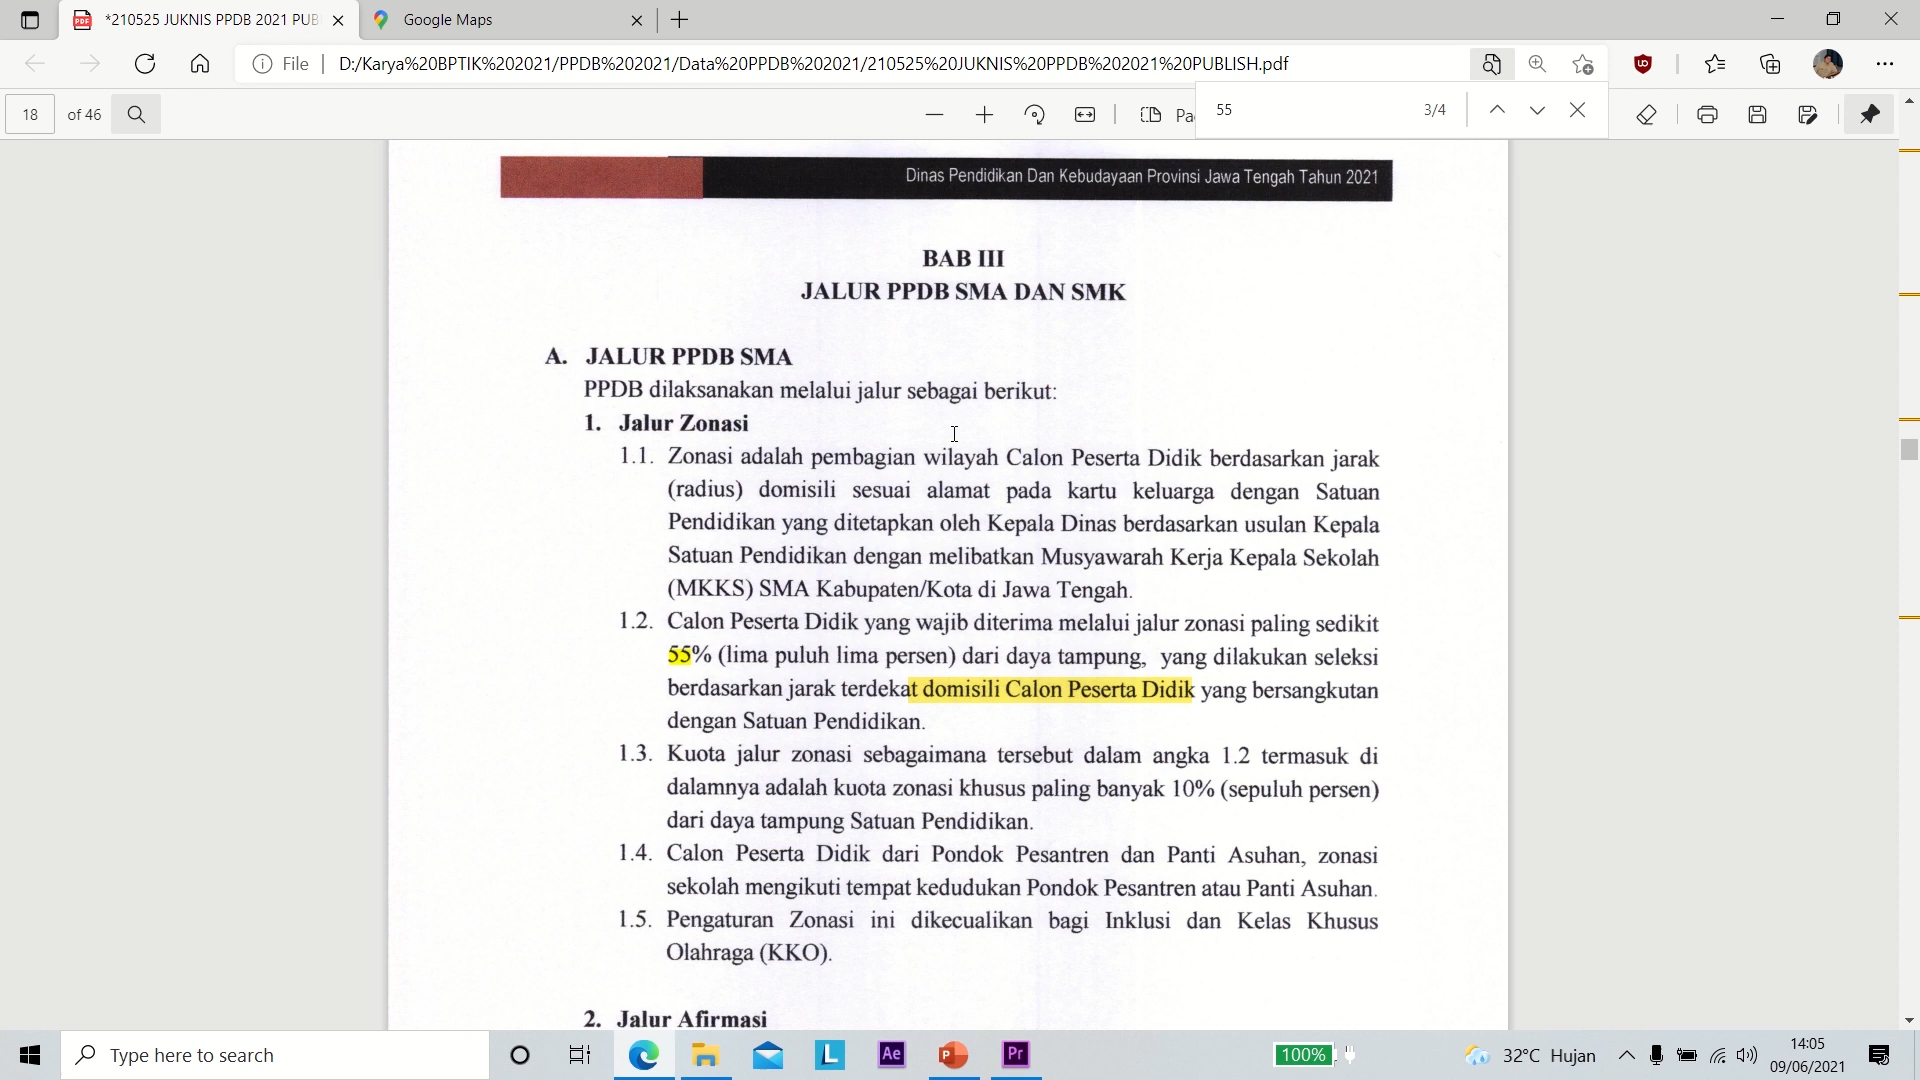 *210525 JUKNIS PPDB 2021 PUB
Google Maps
File
D:/Karya%20BPTIK%202021/PPDB%202021/Data%20PPDB%202021/210525%20JUKNIS%20PPDB%202021%20PUBLISH.pdf
18 of 46
Pa
55 3/4
Dinas Pendidikan Dan Kebudayaan Provinsi Jawa Tengah Tahun 2021
BAB III
JALUR PPDB SMA DAN SMK
A. JALUR PPDB SMA
PPDB dilaksanakan melalui jalur sebagai berikut:
1. Jalur Zonasi
1.1. Zonasi adalah pembagian wilayah Calon Peserta Didik berdasarkan jarak
(radius) domisili sesuai alamat pada kartu keluarga dengan Satuan
Pendidikan yang ditetapkan oleh Kepala Dinas berdasarkan usulan Kepala
Satuan Pendidikan dengan melibatkan Musyawarah Kerja Kepala Sekolah
(MKKS) SMA Kabupaten/Kota di Jawa Tengah.
1.2. Calon Peserta Didik yang wajib diterima melalui jalur zonasi paling sedikit
55% (lima puluh lima persen) dari daya tampung, yang dilakukan seleksi
berdasarkan jarak terdekat domisili Calon Peserta Didik yang bersangkutan
dengan Satuan Pendidikan.
1.3. Kuota jalur zonasi sebagaimana tersebut dalam angka 1.2 termasuk di
dalamnya adalah kuota zonasi khusus paling banyak 10% (sepuluh persen)
dari daya tampung Satuan Pendidikan.
1.4. Calon Peserta Didik dari Pondok Pesantren dan Panti Asuhan, zonasi
sekolah mengikuti tempat kedudukan Pondok Pesantren atau Panti Asuhan.
1.5. Pengaturan Zonasi ini dikecualikan bagi Inklusi dan Kelas Khusus
Olahraga (KKO).
2. Jalur Afirmasi
Type here to search
L
Ae
P
Pr
100%
32°C Hujan
14:05
09/06/2021